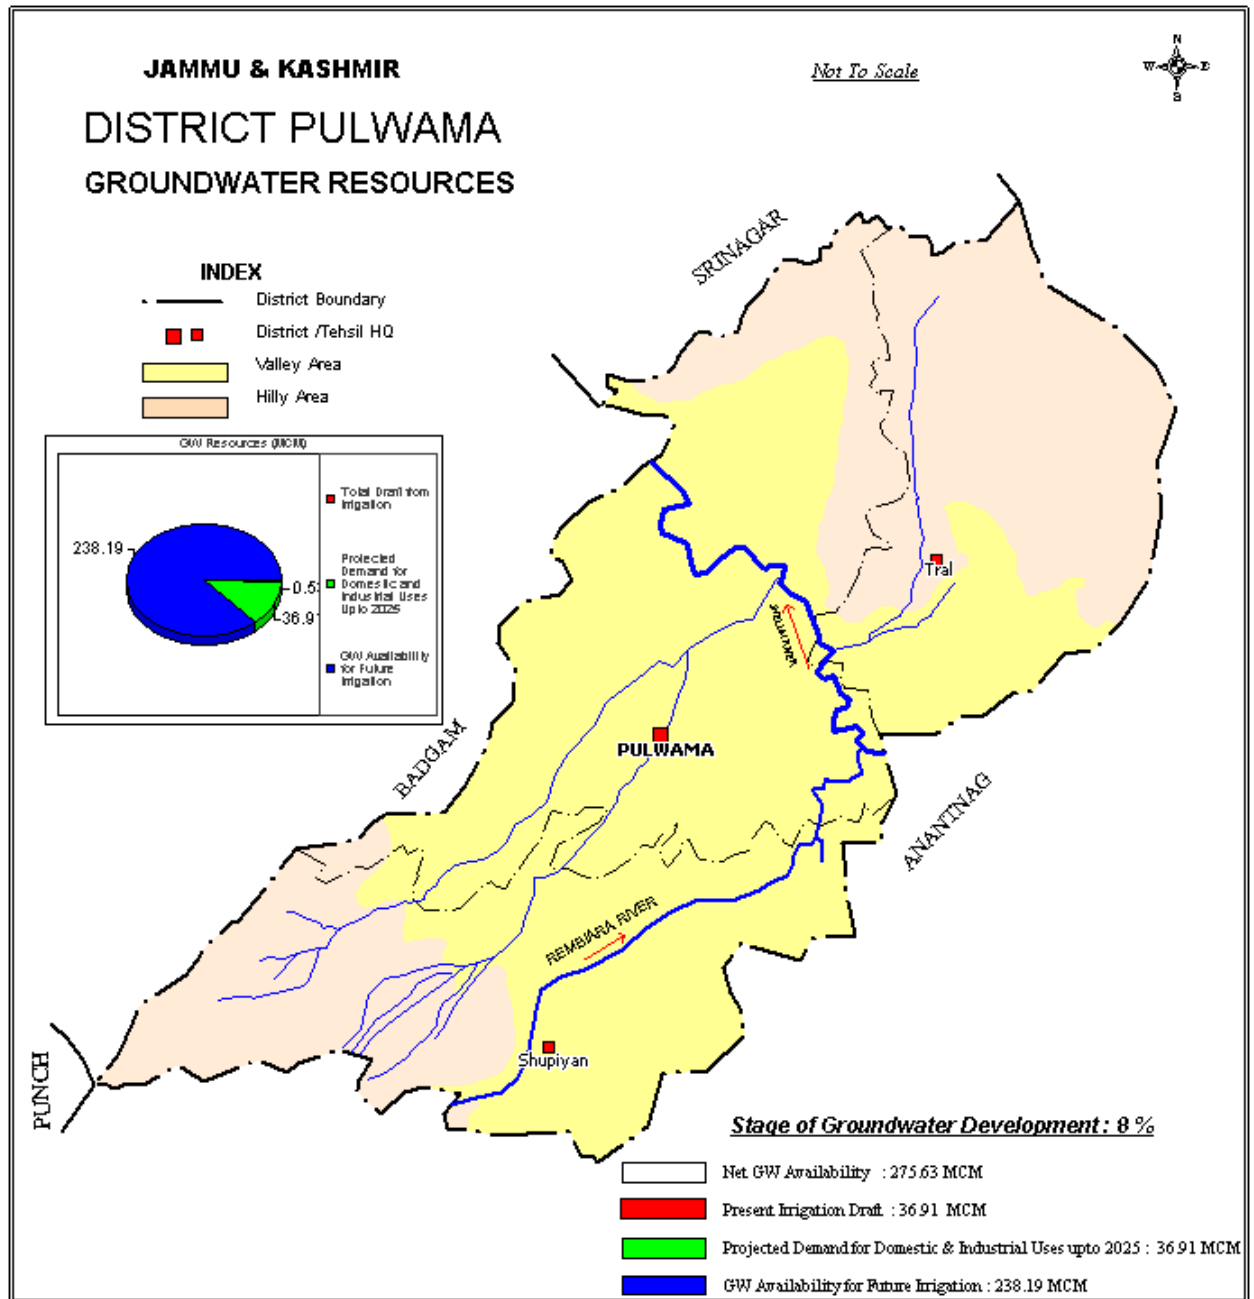 JAMMU & KASHMIR
Not To Scale
N
W E
S
DISTRICT PULWAMA
GROUNDWATER RESOURCES
SRINAGAR
INDEX
District Boundary
District /Tehsil HQ
Valley Area
Hilly Area
GW Resources (MCM)
Total Draft from
Irrigation
238.19
Projected
Demand for
Domestic and
Industrial Uses
Upto 2025
0.53
36.91
GW Availability
for Future
Irrigation
Tral
PULWAMA
BADGAM
ANANTNAG
REMBIARA RIVER
Shupiyan
PUNCH
Stage of Groundwater Development : 8 %
Net GW Availability : 275.63 MCM
Present Irrigation Draft : 36.91 MCM
Projected Demand for Domestic & Industrial Uses upto 2025 : 36.91 MCM
GW Availability for Future Irrigation : 238.19 MCM